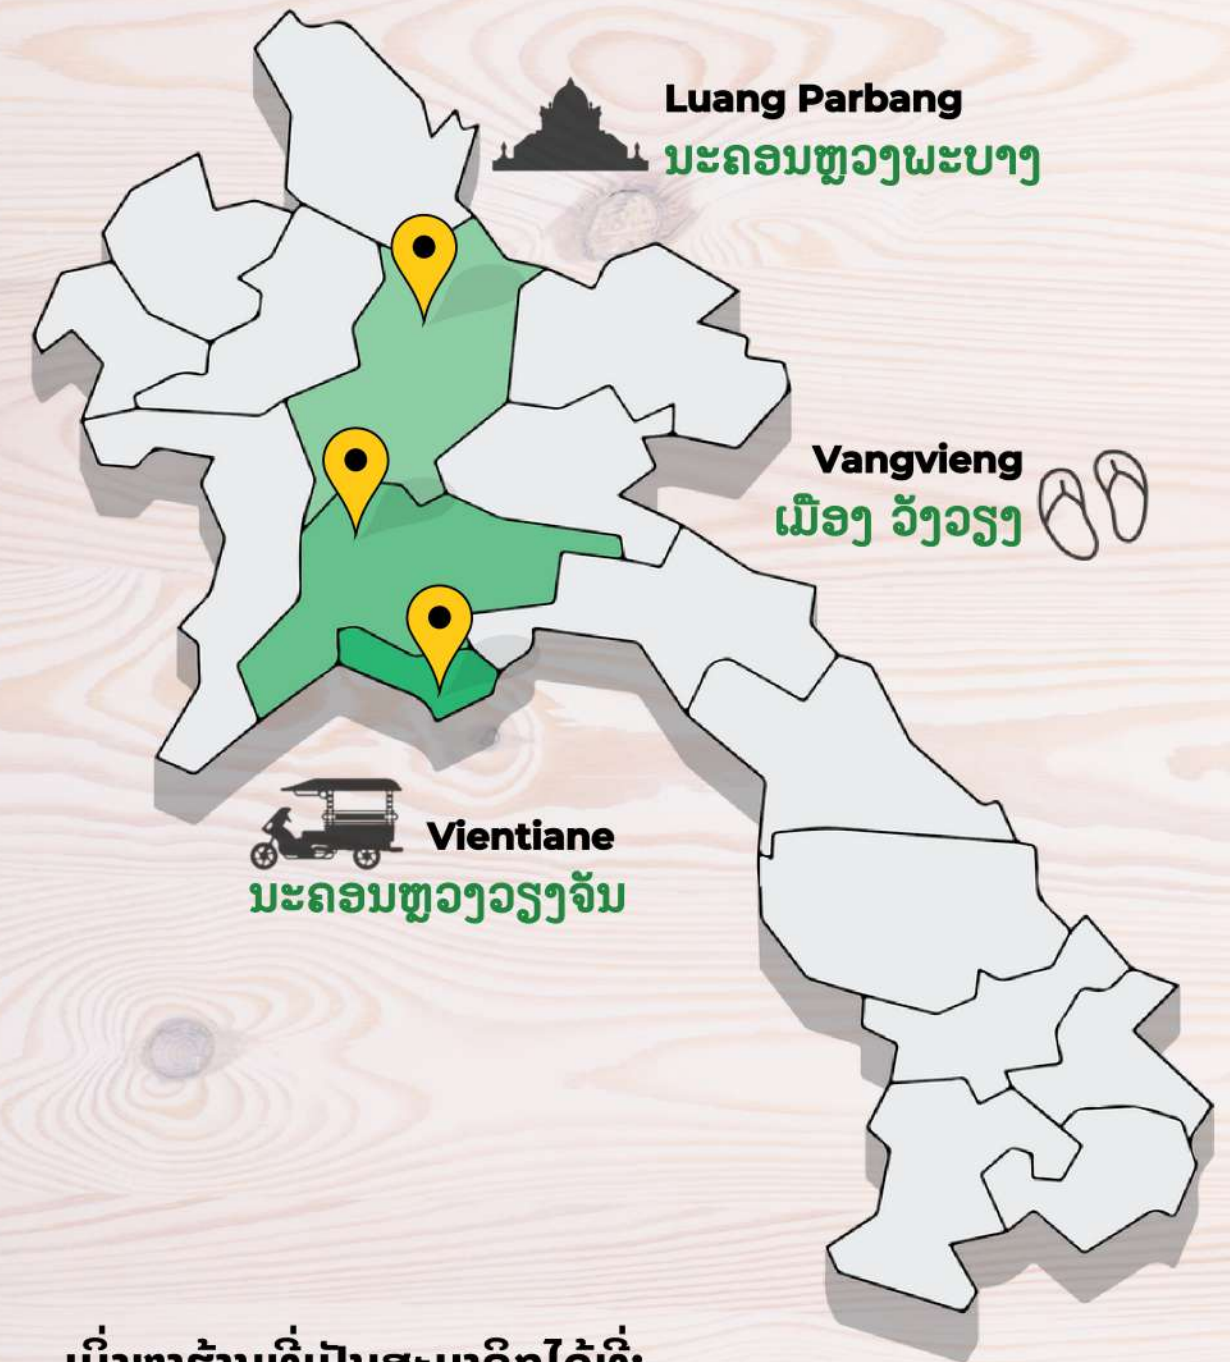 Luang Parbang
ນະຄອນຫຼວງພະບາງ
Vangvieng
ເມືອງ ວັງວຽງ
Vientiane
ນະຄອນຫຼວງວຽງຈັນ